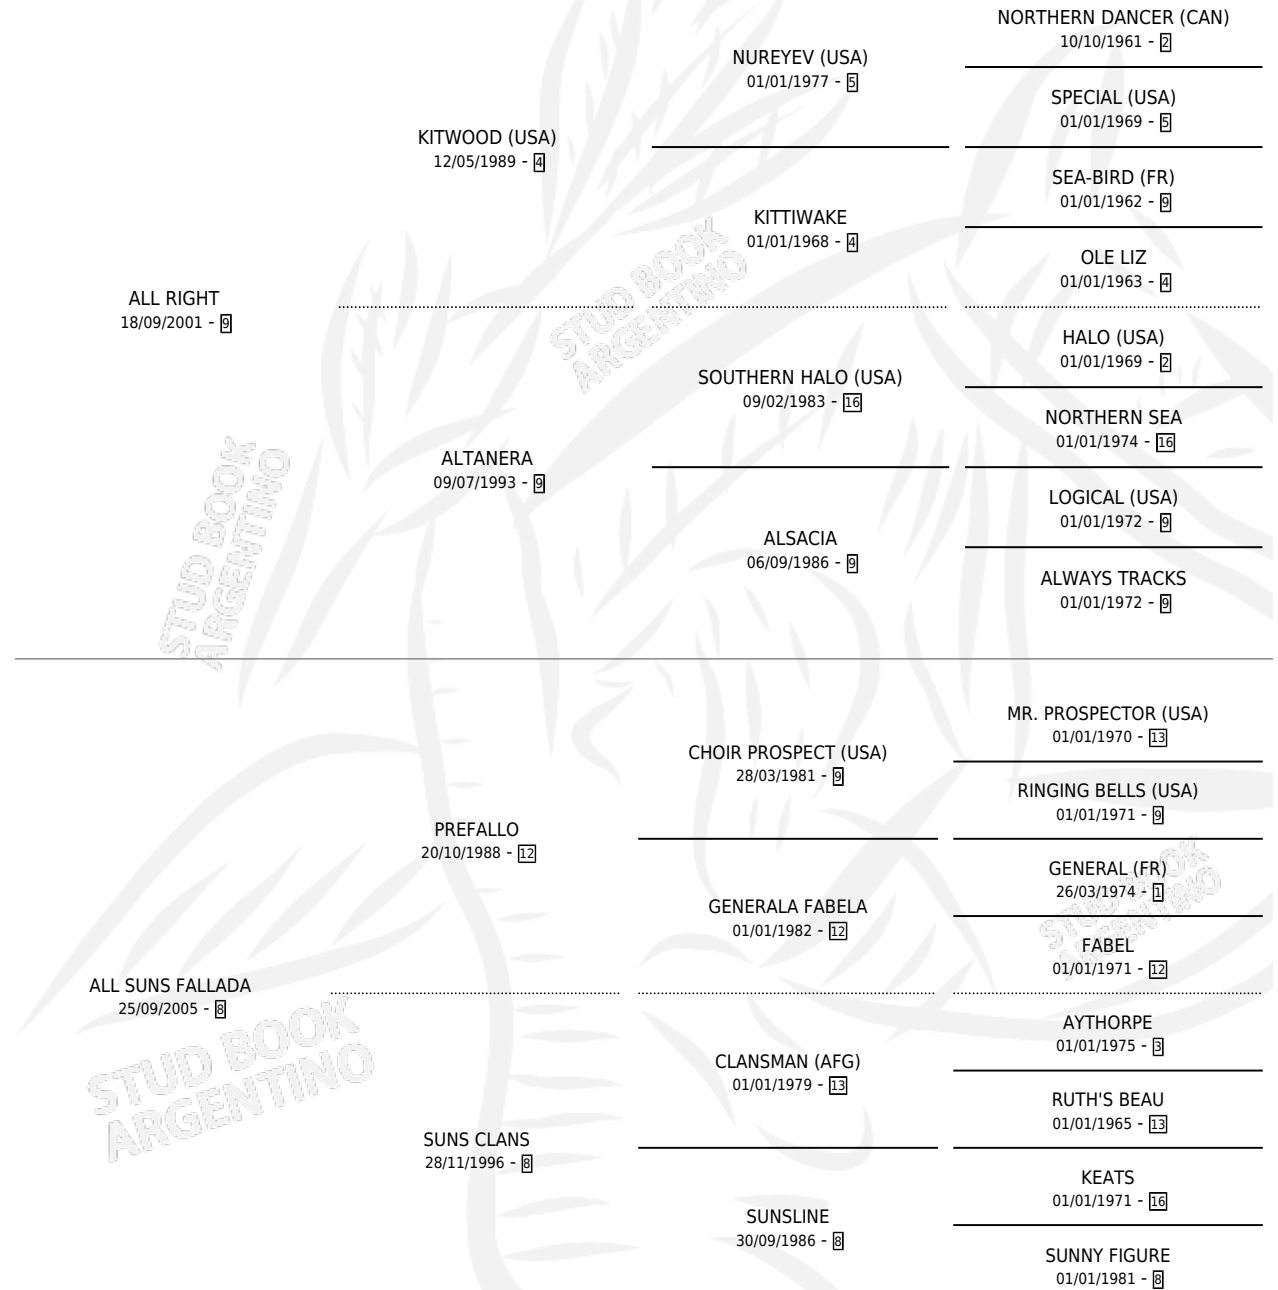 NORTHERN DANCER (CAN)
10/10/1961 - 2
NUREYEV (USA)
01/01/1977 - 5
SPECIAL (USA)
01/01/1969 - 5
KITWOOD (USA)
12/05/1989 - 4
SEA-BIRD (FR)
01/01/1962 - 9
KITTIWAKE
01/01/1968 - 4
OLE LIZ
01/01/1963 - 4
ALL RIGHT
18/09/2001 - 9
HALO (USA)
01/01/1969 - 2
SOUTHERN HALO (USA)
09/02/1983 - 16
NORTHERN SEA
01/01/1974 - 16
ALTANERA
09/07/1993 - 9
LOGICAL (USA)
01/01/1972 - 9
ALSACIA
06/09/1986 - 9
ALWAYS TRACKS
01/01/1972 - 9
MR. PROSPECTOR (USA)
01/01/1970 - 13
CHOIR PROSPECT (USA)
28/03/1981 - 9
RINGING BELLS (USA)
01/01/1971 - 9
PREFALLO
20/10/1988 - 12
GENERAL (FR)
26/03/1974 - 1
GENERALA FABELA
01/01/1982 - 12
FABEL
01/01/1971 - 12
ALL SUNS FALLADA
25/09/2005 - 8
AYTHORPE
01/01/1975 - 3
CLANSMAN (AFG)
01/01/1979 - 13
RUTH'S BEAU
01/01/1965 - 13
SUNS CLANS
28/11/1996 - 8
KEATS
01/01/1971 - 16
SUNSLINE
30/09/1986 - 8
SUNNY FIGURE
01/01/1981 - 8
STUD BOOK
ARGENTINO
STUD BOOK
ARGENTINO
STUD BOOK
ARGENTINO
STUD BOOK
ARGENTINO